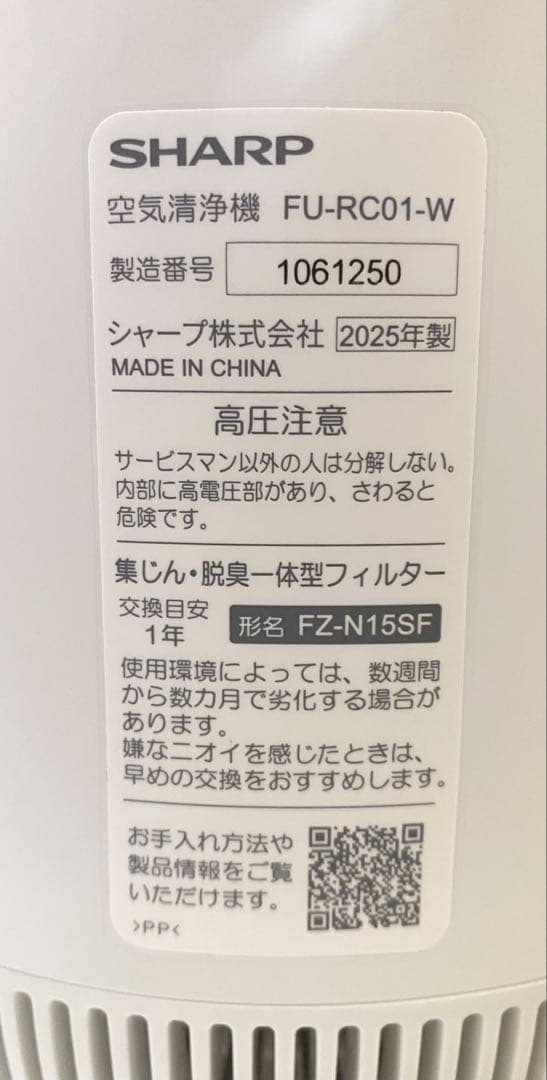 SHARP
空気清浄機 FU-RC01-W
製造番号 1061250
シャープ株式会社 2025年製
MADE IN CHINA
高圧注意
サービスマン以外の人は分解しない。
内部に高電圧部があり、さわると
危険です。
集じん・脱臭一体型フィルター
交換目安
1年
形名 FZ-N15SF
使用環境によっては、数週間
から数カ月で劣化する場合が
あります。
嫌なニオイを感じたときは、
早めの交換をおすすめします。
お手入れ方法や
製品情報をご覧
いただけます。
>PP<